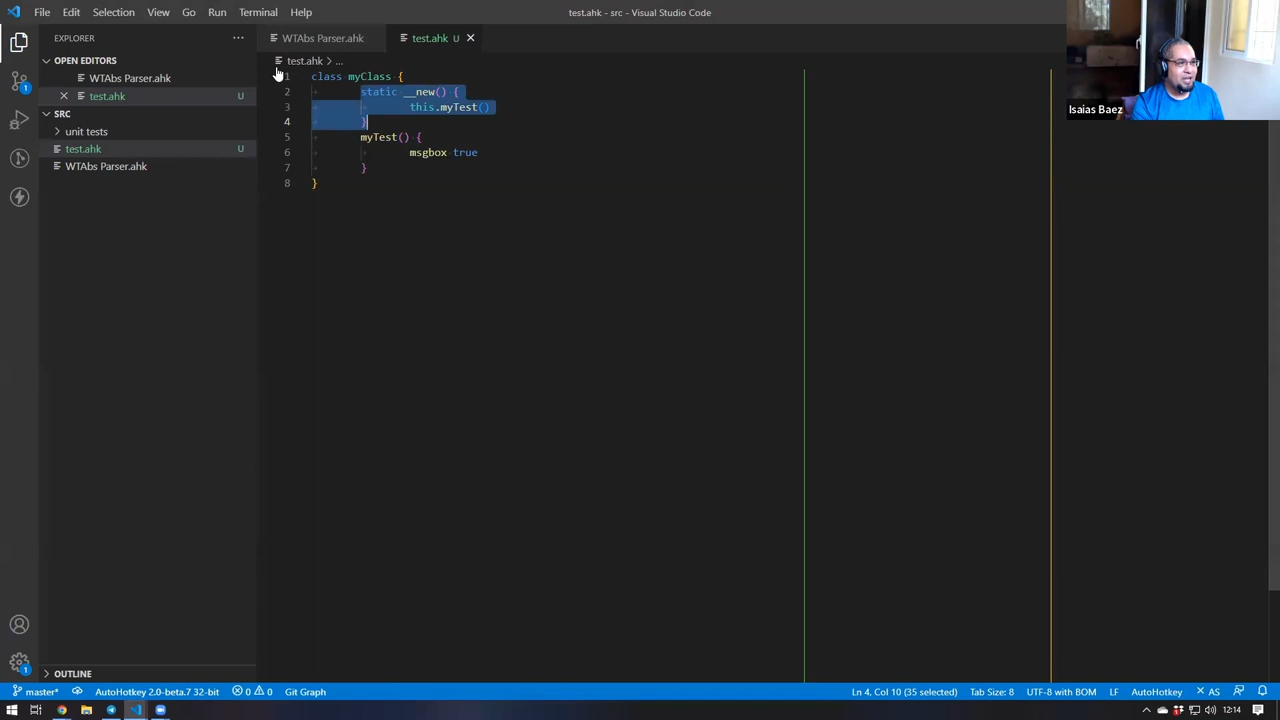 File Edit Selection View Go Run Terminal Help
test.ahk - src - Visual Studio Code
EXPLORER
OPEN EDITORS
WTAbs Parser.ahk
test.ahk U
SRC
unit tests
test.ahk U
WTAbs Parser.ahk
OUTLINE
WTAbs Parser.ahk test.ahk U
test.ahk > ...
1 class myClass {
2 static __new() {
3 this.myTest()
4 }
5 myTest() {
6 msgbox true
7 }
8 }
Isaias Baez
1
1
master* AutoHotkey 2.0-beta.7 32-bit 0 0 Git Graph Ln 4, Col 10 (35 selected) Tab Size: 8 UTF-8 with BOM LF AutoHotkey AS
12:14